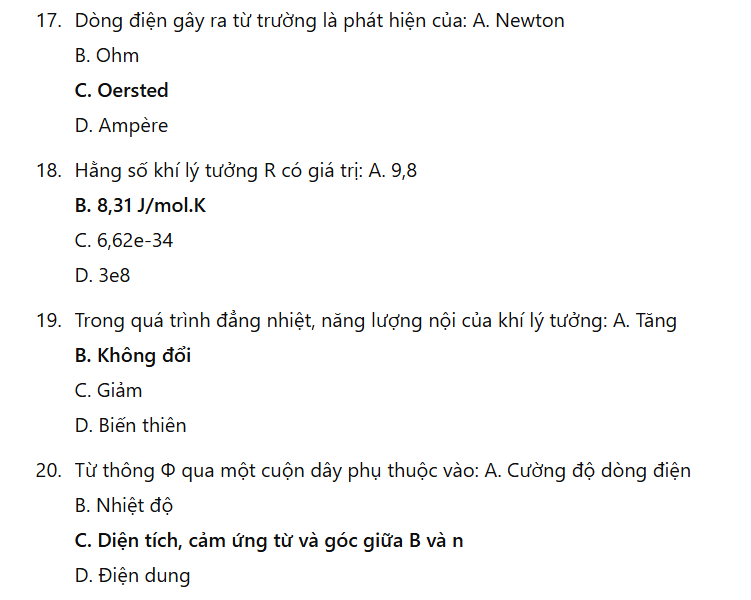 17. Dòng điện gây ra từ trường là phát hiện của: A. Newton
B. Ohm
C. Oersted
D. Ampère
18. Hằng số khí lý tưởng R có giá trị: A. 9,8
B. 8,31 J/mol.K
C. 6,62e-34
D. 3e8
19. Trong quá trình đẳng nhiệt, năng lượng nội của khí lý tưởng: A. Tăng
B. Không đổi
C. Giảm
D. Biến thiên
20. Từ thông Φ qua một cuộn dây phụ thuộc vào: A. Cường độ dòng điện
B. Nhiệt độ
C. Diện tích, cảm ứng từ và góc giữa B và n
D. Điện dung